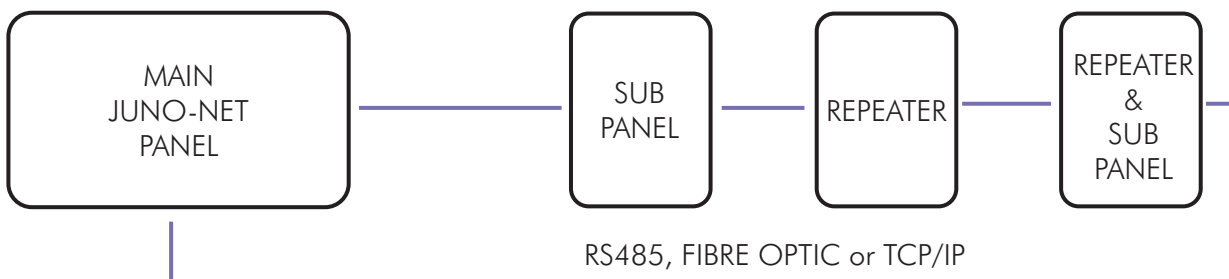 MAIN
JUNO-NET
PANEL
SUB
PANEL
REPEATER
REPEATER
&
SUB
PANEL
RS485, FIBRE OPTIC or TCP/IP